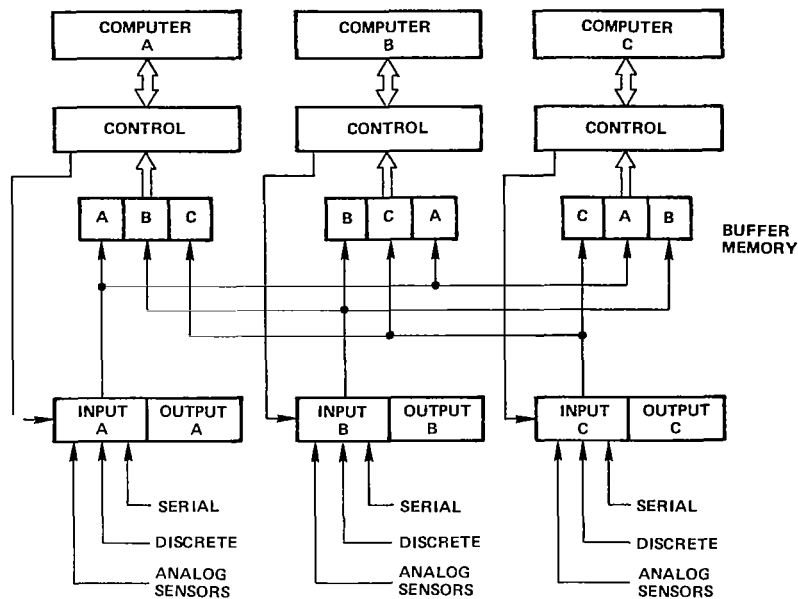 COMPUTER
A
COMPUTER
B
COMPUTER
C
CONTROL
CONTROL
CONTROL
A B C
B C A
C A B
BUFFER
MEMORY
INPUT
A
OUTPUT
A
INPUT
B
OUTPUT
B
INPUT
C
OUTPUT
C
SERIAL
DISCRETE
ANALOG
SENSORS
SERIAL
DISCRETE
ANALOG
SENSORS
SERIAL
DISCRETE
ANALOG
SENSORS